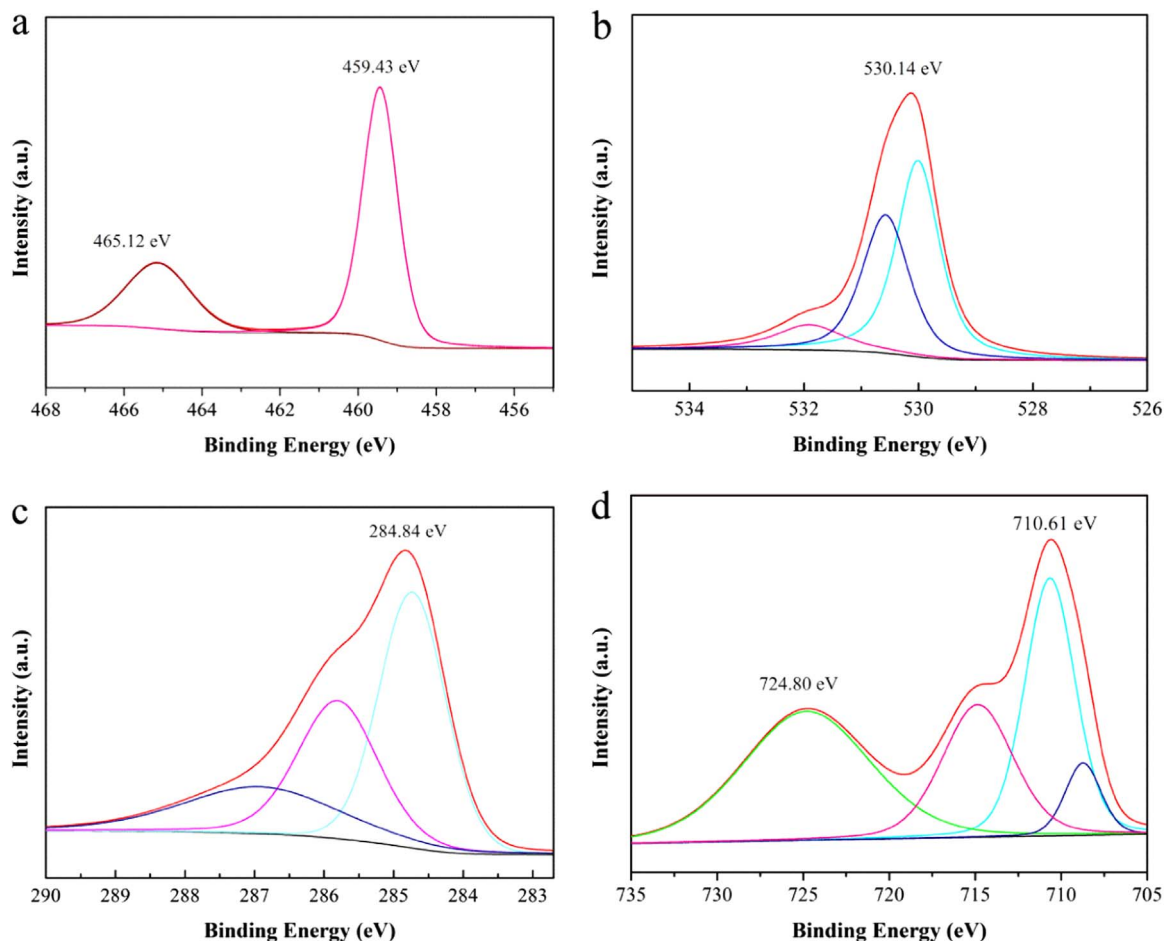 a
459.43 eV
465.12 eV
Intensity (a.u.)
468 466 464 462 460 458 456
Binding Energy (eV)
b
530.14 eV
Intensity (a.u.)
534 532 530 528 526
Binding Energy (eV)
c
284.84 eV
Intensity (a.u.)
290 289 288 287 286 285 284 283
Binding Energy (eV)
d
710.61 eV
724.80 eV
Intensity (a.u.)
735 730 725 720 715 710 705
Binding Energy (eV)